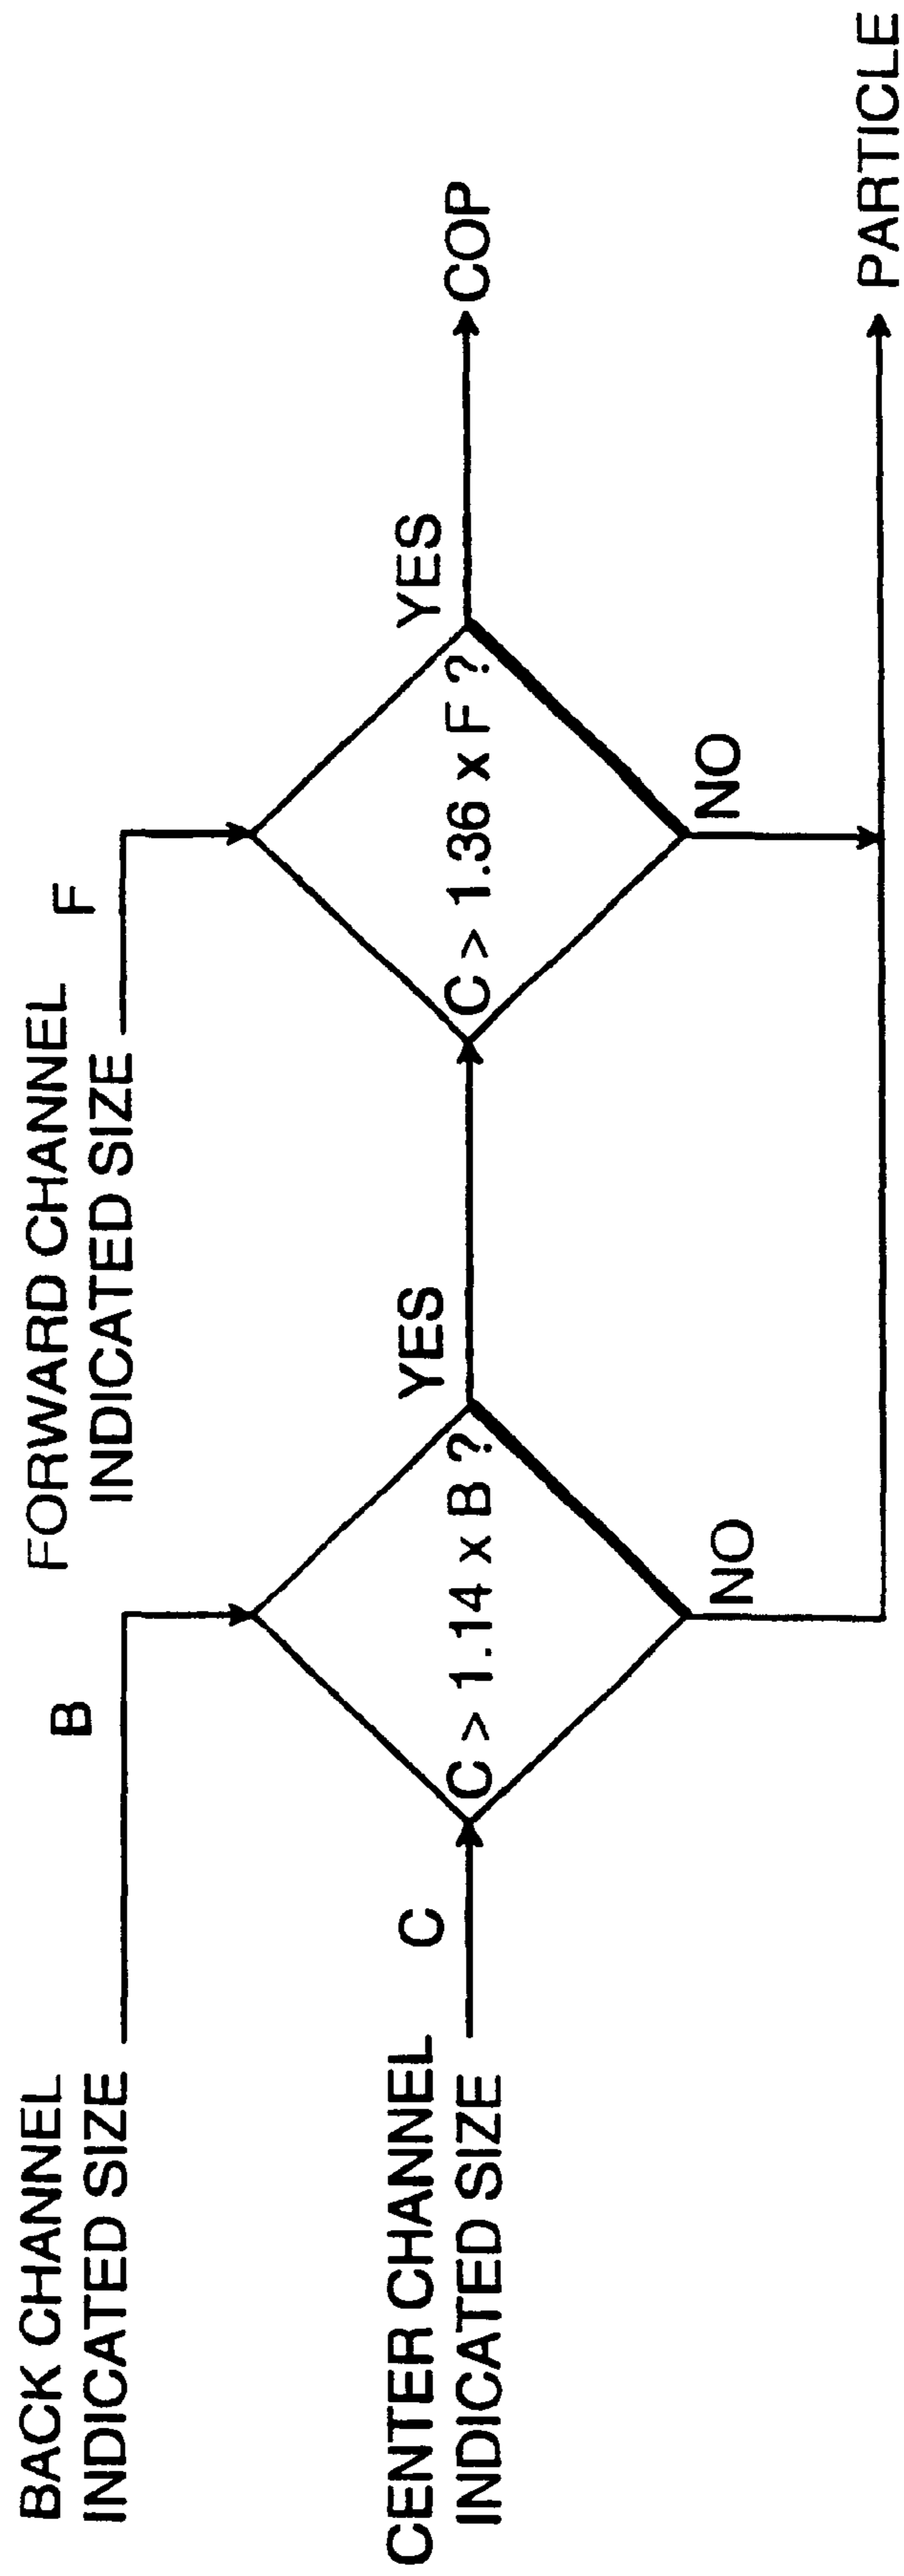 BACK CHANNEL
INDICATED SIZE
B
FORWARD CHANNEL
INDICATED SIZE
F
CENTER CHANNEL
INDICATED SIZE
C
C > 1.14 x B ?
YES
NO
C > 1.36 x F ?
YES
NO
COP
PARTICLE